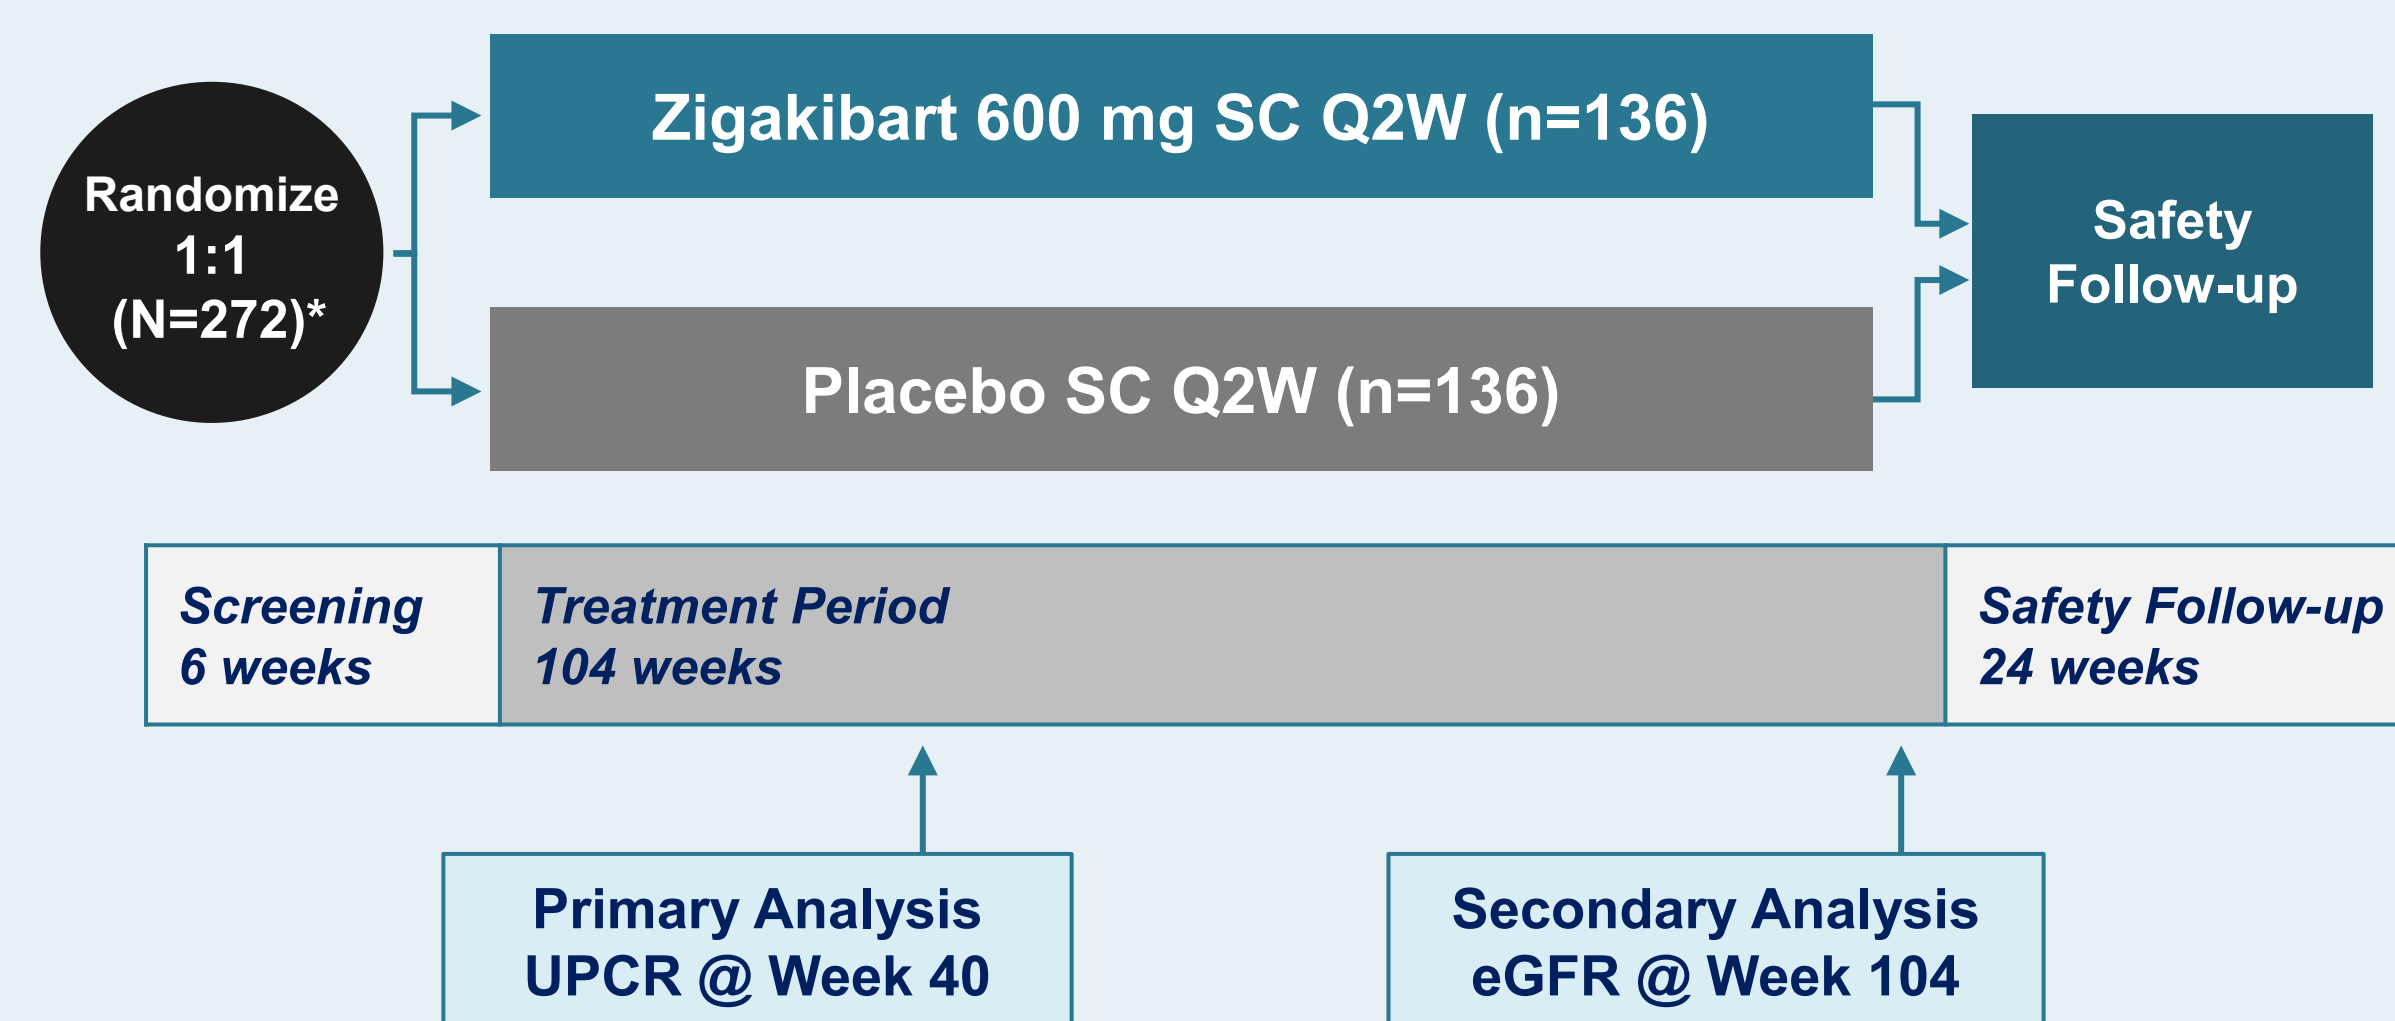 Randomize
1:1
(N=272)*
Zigakibart 600 mg SC Q2W (n=136)
Placebo SC Q2W (n=136)
Safety
Follow-up
Screening
6 weeks
Treatment Period
104 weeks
Safety Follow-up
24 weeks
Primary Analysis
UPCR @ Week 40
Secondary Analysis
eGFR @ Week 104